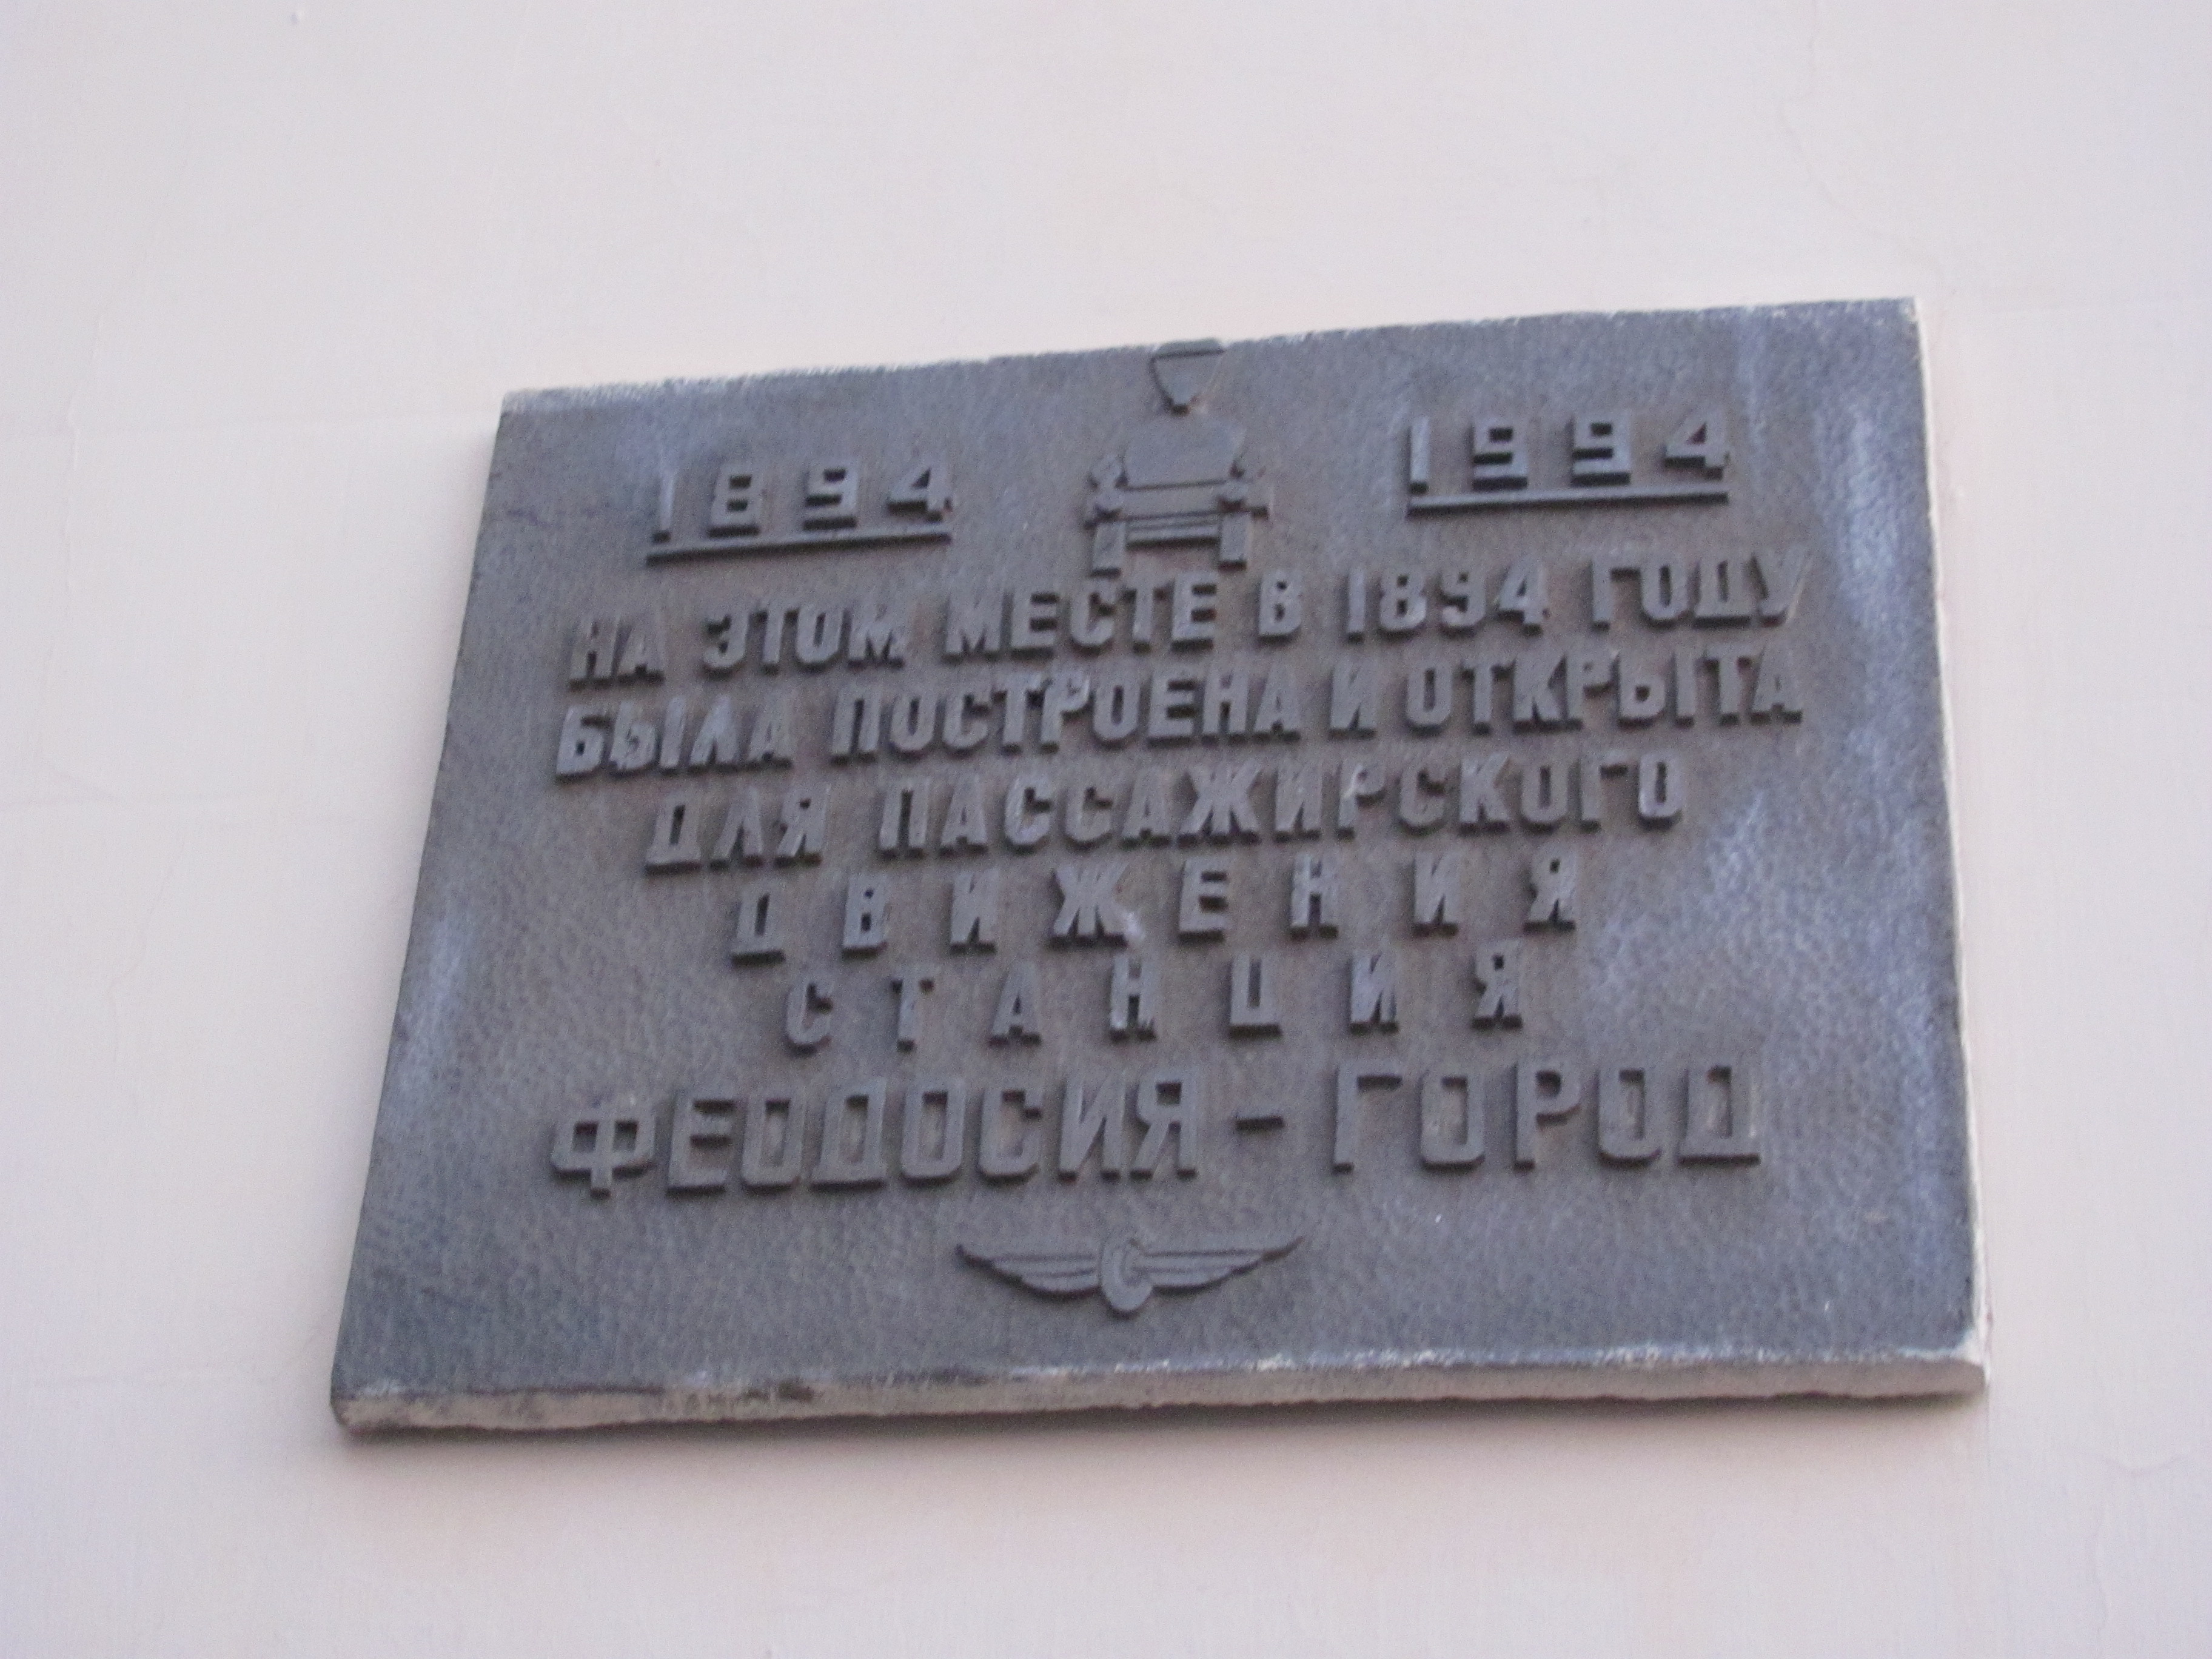 1894 1994
НА ЭТОМ МЕСТЕ В 1894 ГОДУ
БЫЛА ПОСТРОЕНА И ОТКРЫТА
ДЛЯ ПАССАЖИРСКОГО
ДВИЖЕНИЯ
СТАНЦИЯ
ФЕОДОСИЯ - ГОРОД